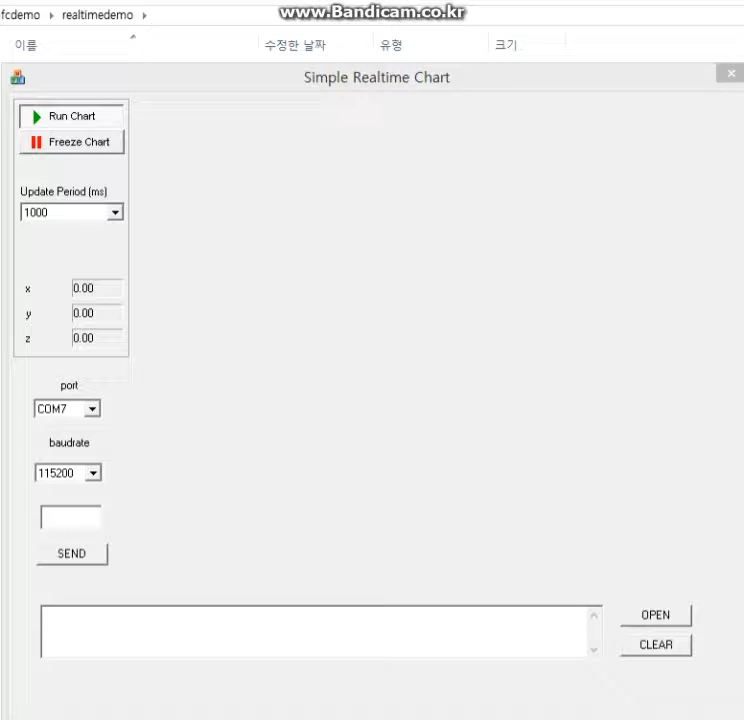 www.Bandicam.co.kr
fcdemo realtimedemo
이름 수정한 날짜 유형 크기
Simple Realtime Chart
Run Chart
Freeze Chart
Update Period (ms)
1000
x 0.00
y 0.00
z 0.00
port
COM7
baudrate
115200
SEND
OPEN
CLEAR